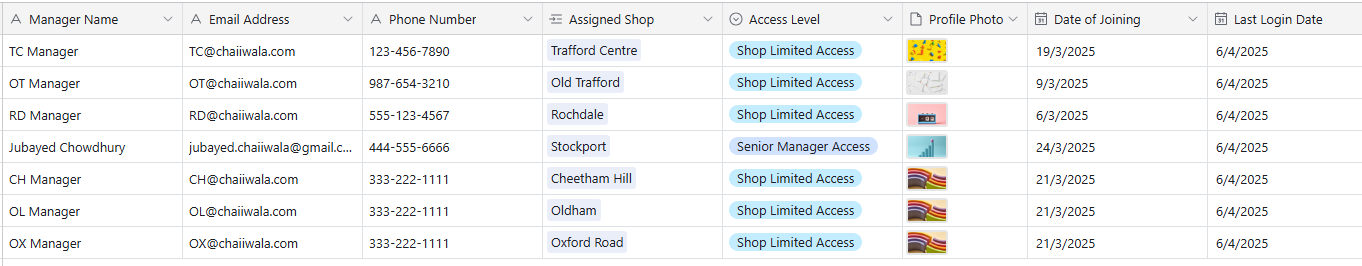 Manager Name Email Address Phone Number Assigned Shop Access Level Profile Photo Date of Joining Last Login Date
TC Manager TC@chaiiwala.com 123-456-7890 Trafford Centre Shop Limited Access 19/3/2025 6/4/2025
OT Manager OT@chaiiwala.com 987-654-3210 Old Trafford Shop Limited Access 9/3/2025 6/4/2025
RD Manager RD@chaiiwala.com 555-123-4567 Rochdale Shop Limited Access 6/3/2025 6/4/2025
Jubayed Chowdhury jubayed.chaiiwala@gmail.c... 444-555-6666 Stockport Senior Manager Access 24/3/2025 6/4/2025
CH Manager CH@chaiiwala.com 333-222-1111 Cheetham Hill Shop Limited Access 21/3/2025 6/4/2025
OL Manager OL@chaiiwala.com 333-222-1111 Oldham Shop Limited Access 21/3/2025 6/4/2025
OX Manager OX@chaiiwala.com 333-222-1111 Oxford Road Shop Limited Access 21/3/2025 6/4/2025